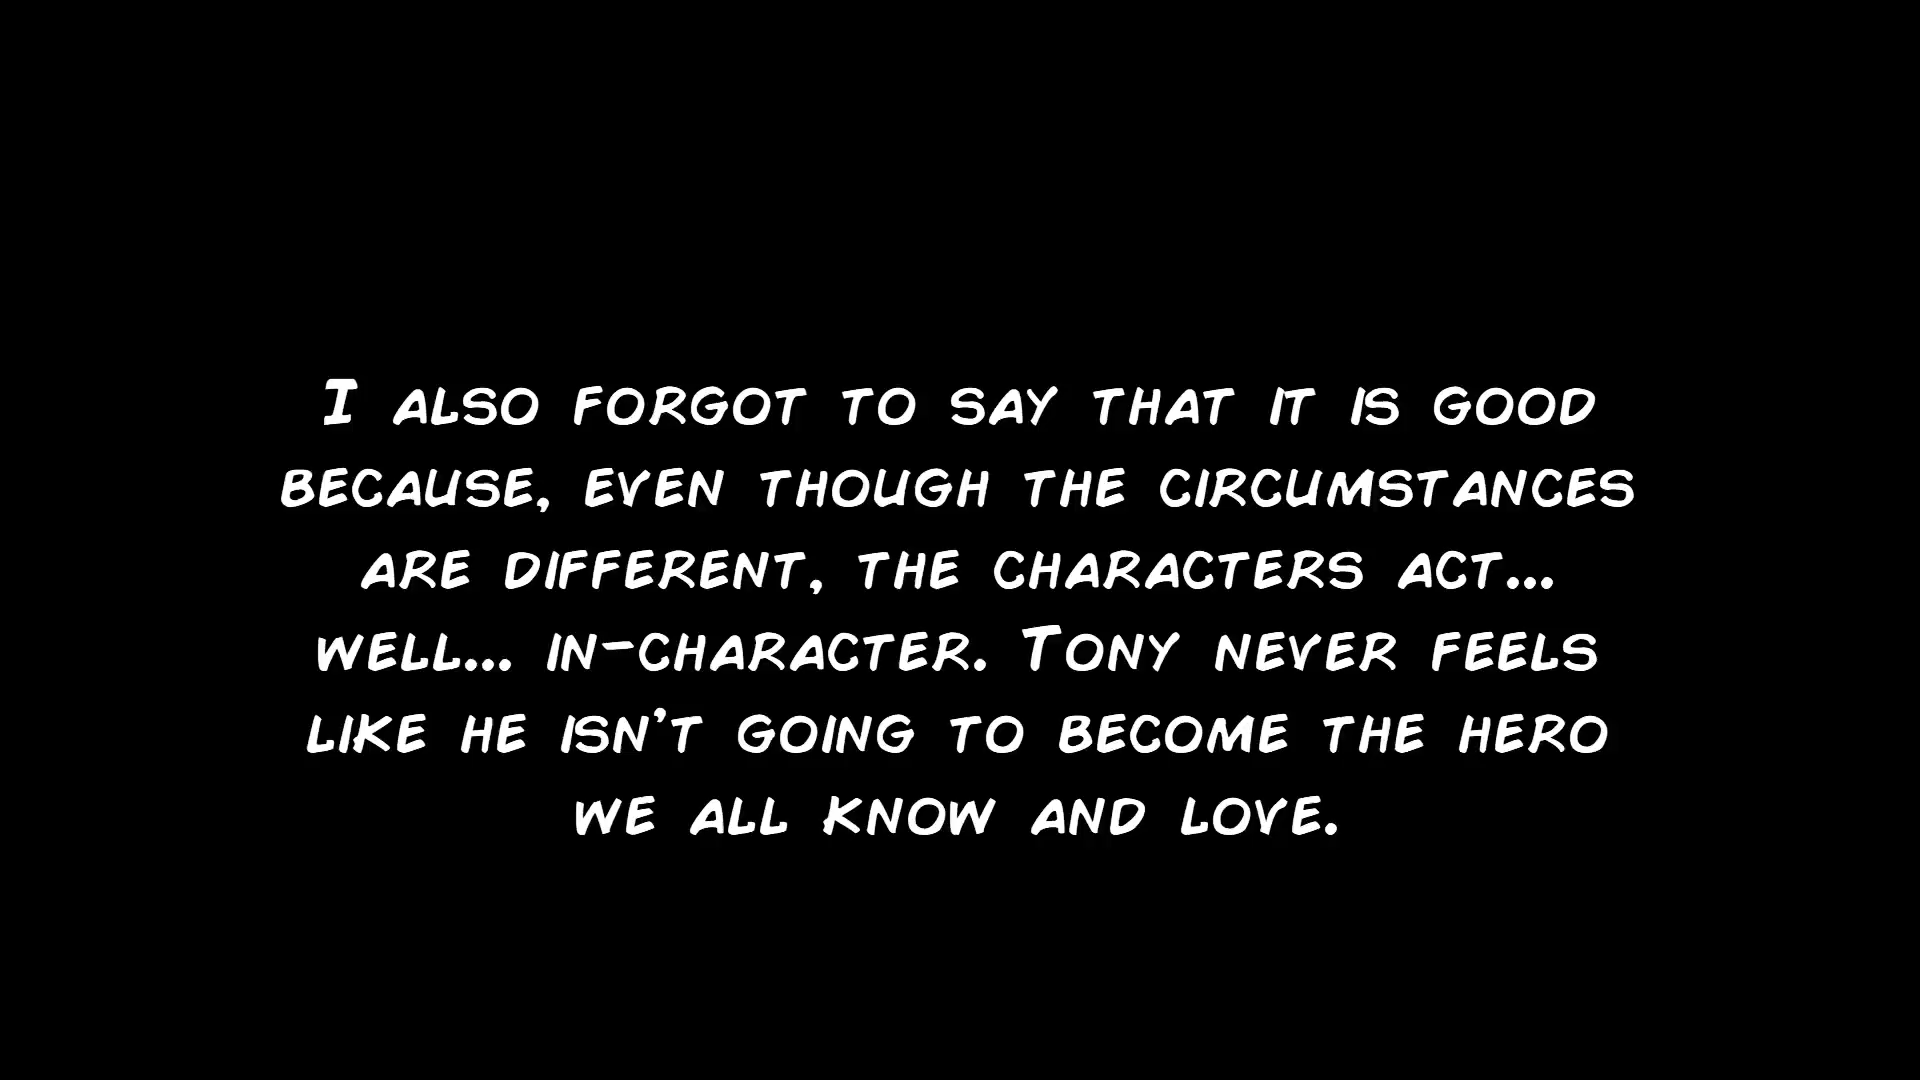 I also forgot to say that it is good
because, even though the circumstances
are different, the characters act...
well... in-character. Tony never feels
like he isn't going to become the hero
we all know and love.